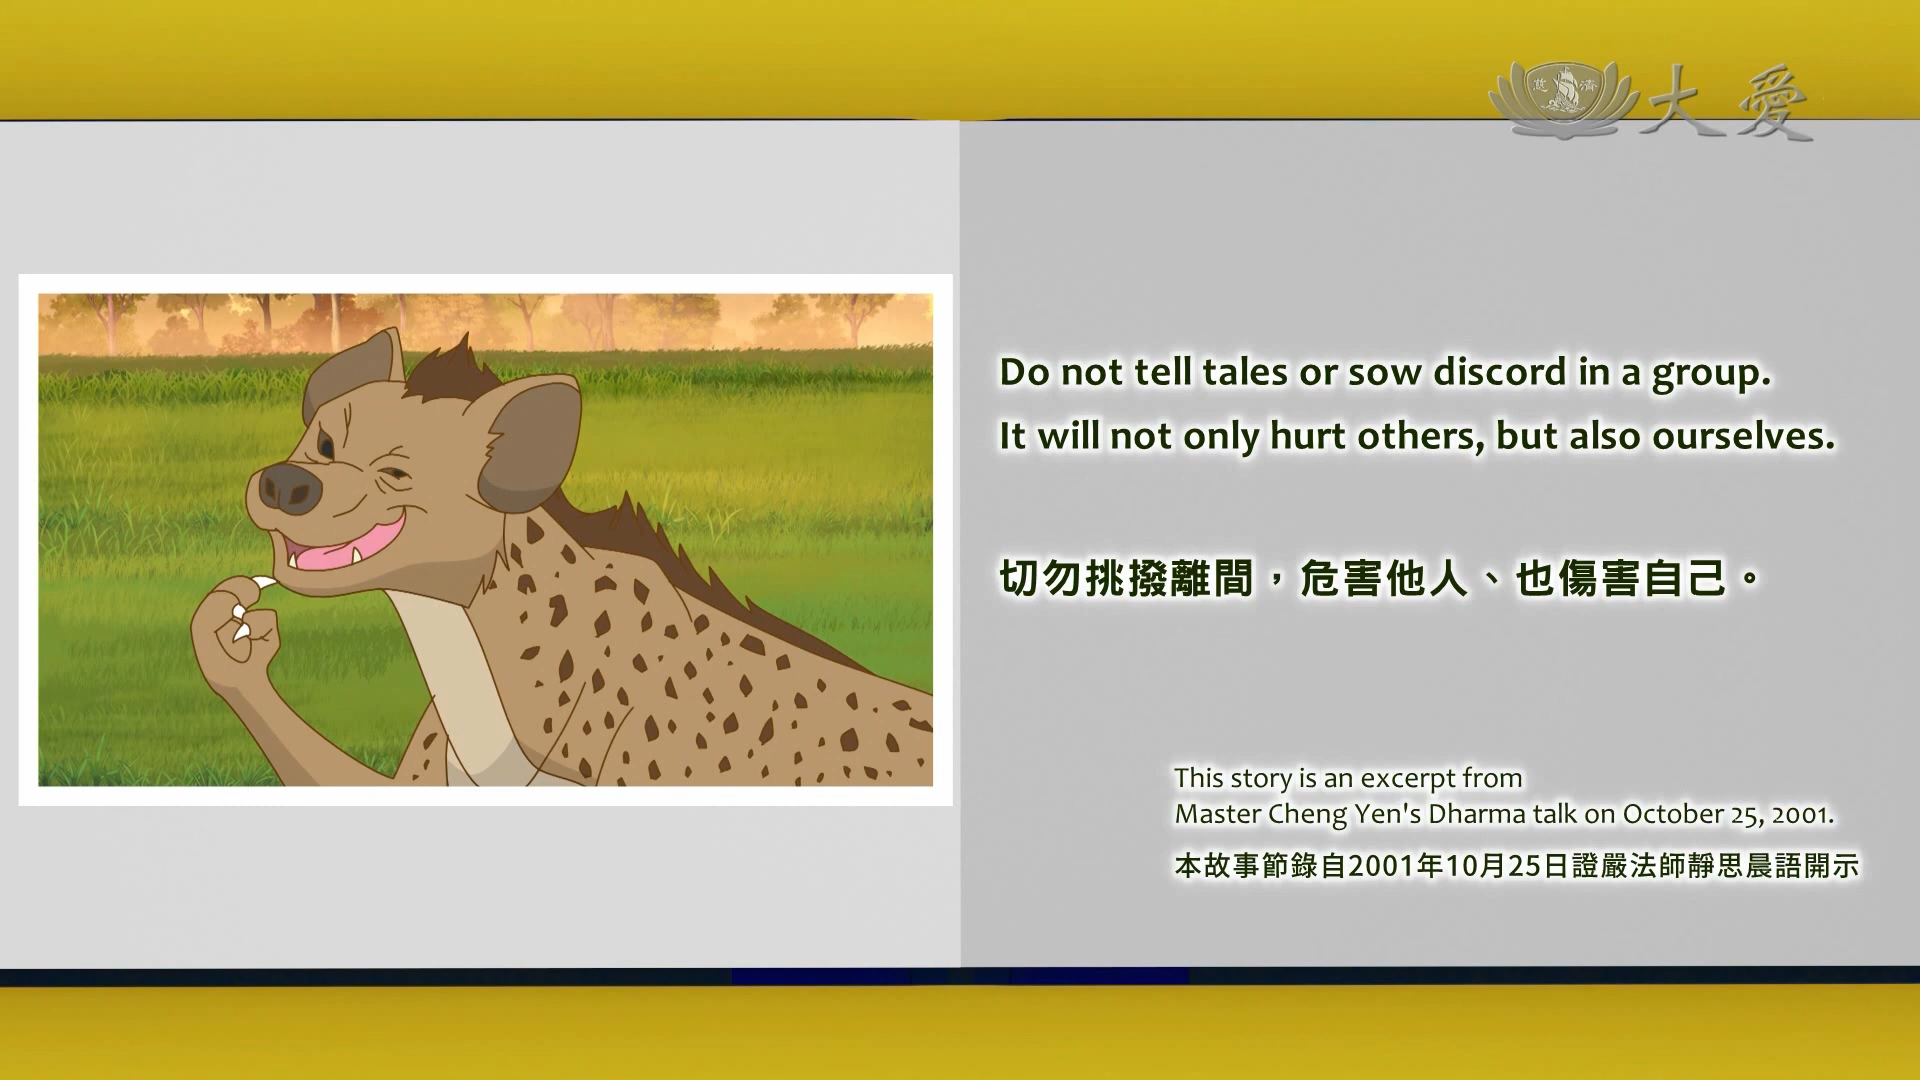 慈濟
大愛
Do not tell tales or sow discord in a group.
It will not only hurt others, but also ourselves.
切勿挑撥離間，危害他人、也傷害自己。
This story is an excerpt from
Master Cheng Yen's Dharma talk on October 25, 2001.
本故事節錄自2001年10月25日證嚴法師靜思晨語開示